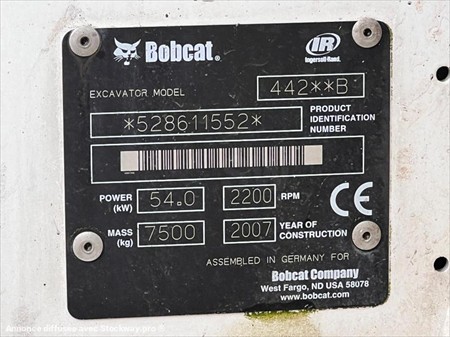 Bobcat®
IR
Ingersoll-Rand
EXCAVATOR MODEL 442**B
*528611552* PRODUCT IDENTIFICATION NUMBER
POWER (kW) 54.0 2200 RPM
MASS (kg) 7500 2007 YEAR OF CONSTRUCTION
CE
ASSEMBLED IN GERMANY FOR
Bobcat Company
West Fargo, ND USA 58078
www.bobcat.com
Annonce diffusée avec Stockway.pro ®